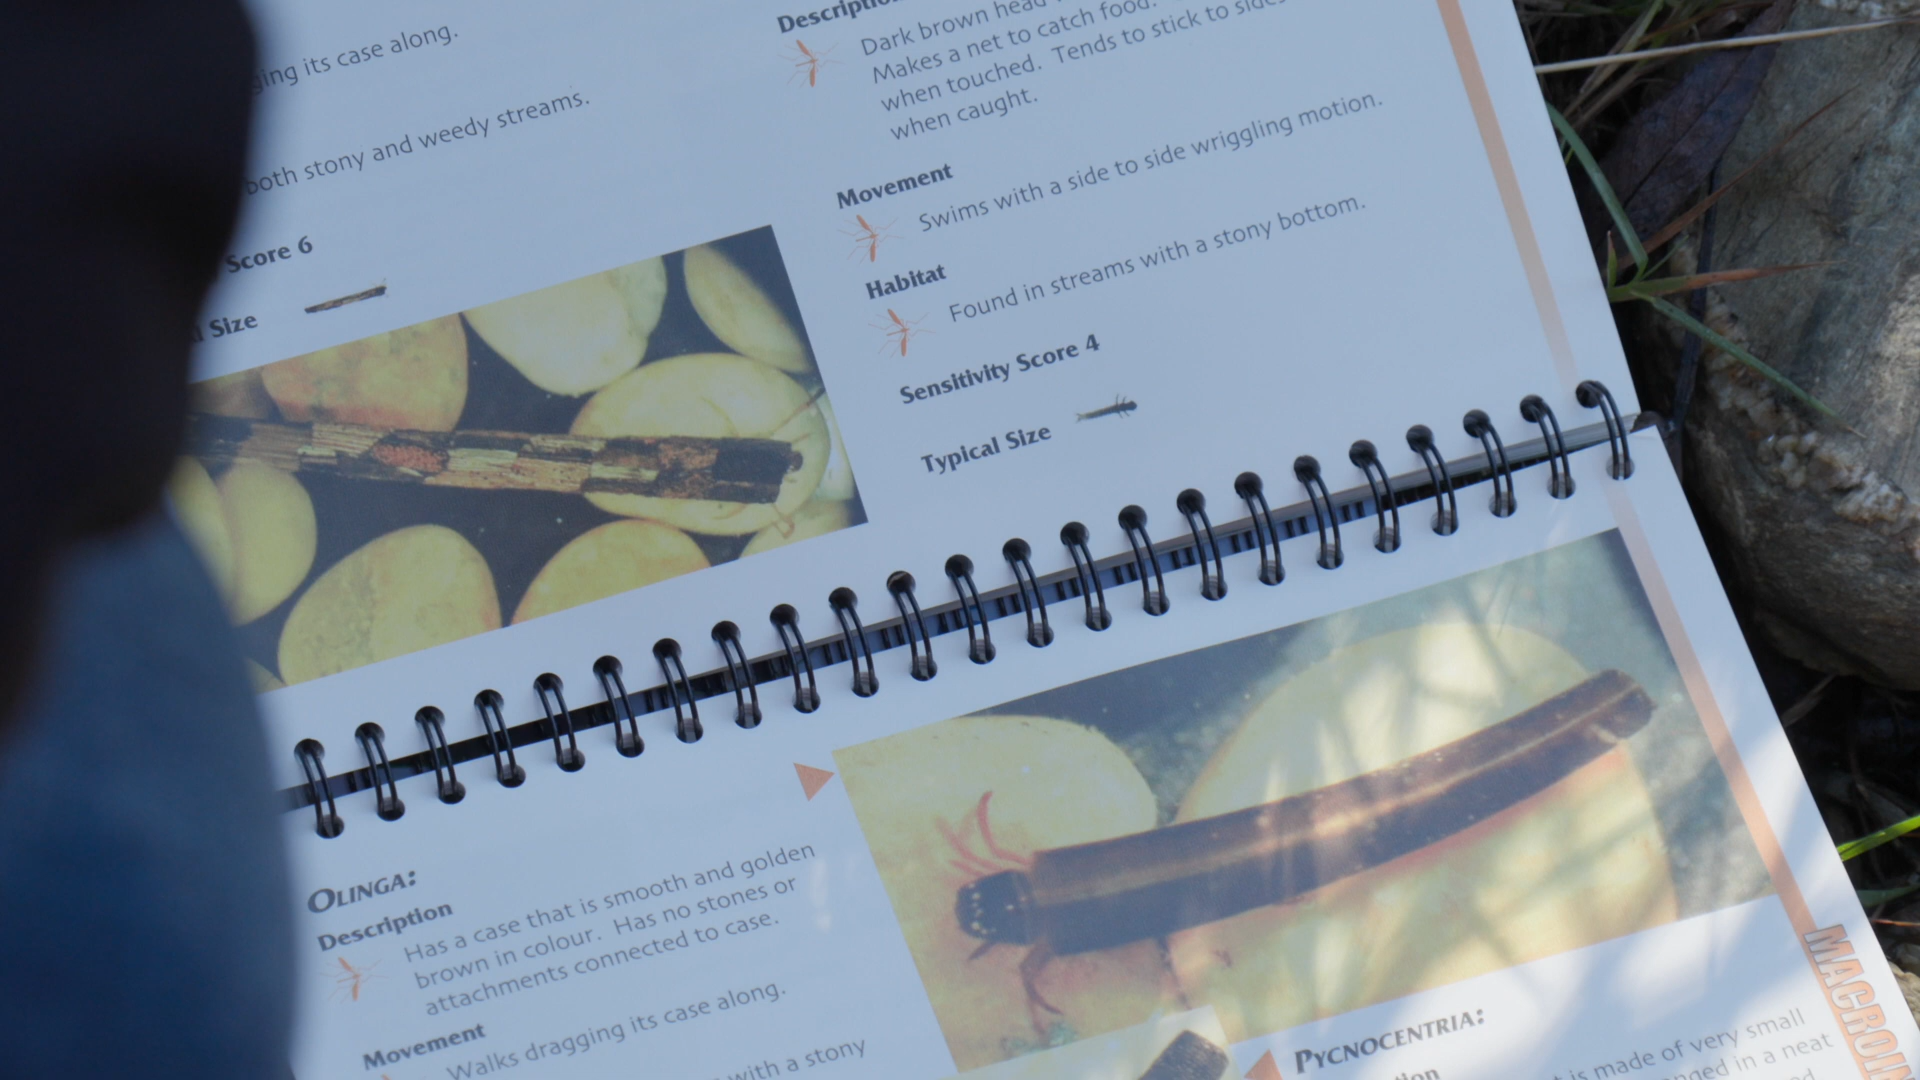 its case along.
both stony and weedy streams.
Score 6
Size
Description
Dark brown head
Makes a net to catch food.
when touched. Tends to stick to sides
when caught.
Movement
Swims with a side to side wriggling motion.
Habitat
Found in streams with a stony bottom.
Sensitivity Score 4
Typical Size
OLINGA:
Description
Has a case that is smooth and golden
brown in colour. Has no stones or
attachments connected to case.
Movement
Walks dragging its case along.
with a stony
PYCNOCENTRIA:
is made of very small
in a neat